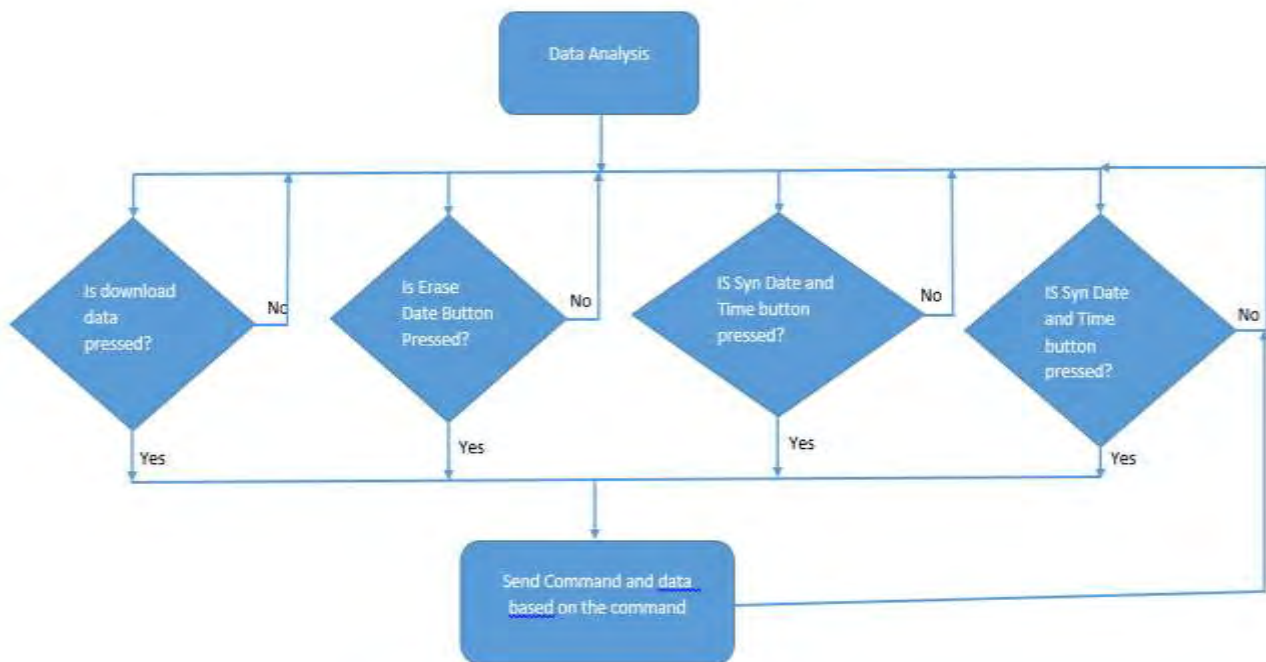 Data Analysis
Is download
data
pressed?
No
Is Erase
Date Button
Pressed?
No
IS Syn Date and
Time button
pressed?
No
IS Syn Date
and Time
button
pressed?
No
Yes
Yes
Yes
Yes
Send Command and data
based on the command